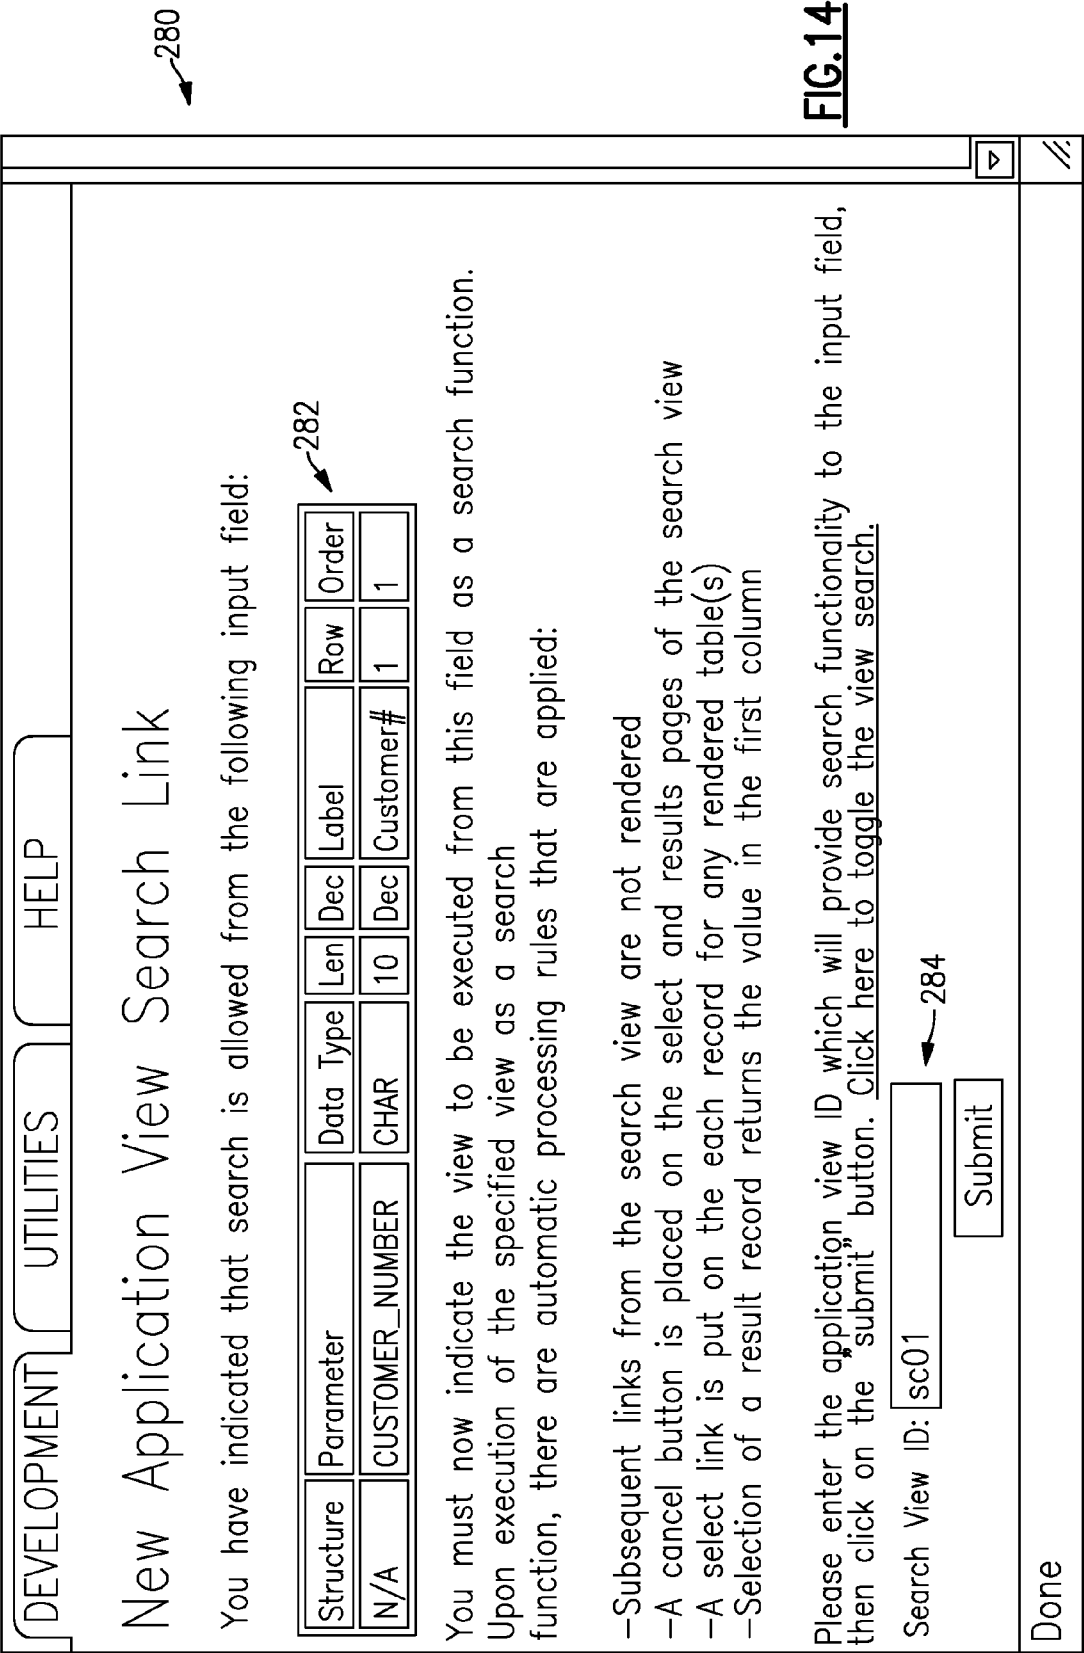 DEVELOPMENT UTILITIES HELP
280
New Application View Search Link
You have indicated that search is allowed from the following input field:
282
Structure Parameter Data Type Len Dec Label Row Order
N/A CUSTOMER_NUMBER CHAR 10 Dec Customer# 1 1
You must now indicate the view to be executed from this field as a search function.
Upon execution of the specified view as a search
function, there are automatic processing rules that are applied:
-Subsequent links from the search view are not rendered
-A cancel button is placed on the select and results pages of the search view
-A select link is put on the each record for any rendered table(s)
-Selection of a result record returns the value in the first column
Please enter the application view ID which will provide search functionality to the input field,
then click on the "submit" button. Click here to toggle the view search.
Search View ID: sc01
284
Submit
Done
FIG.14